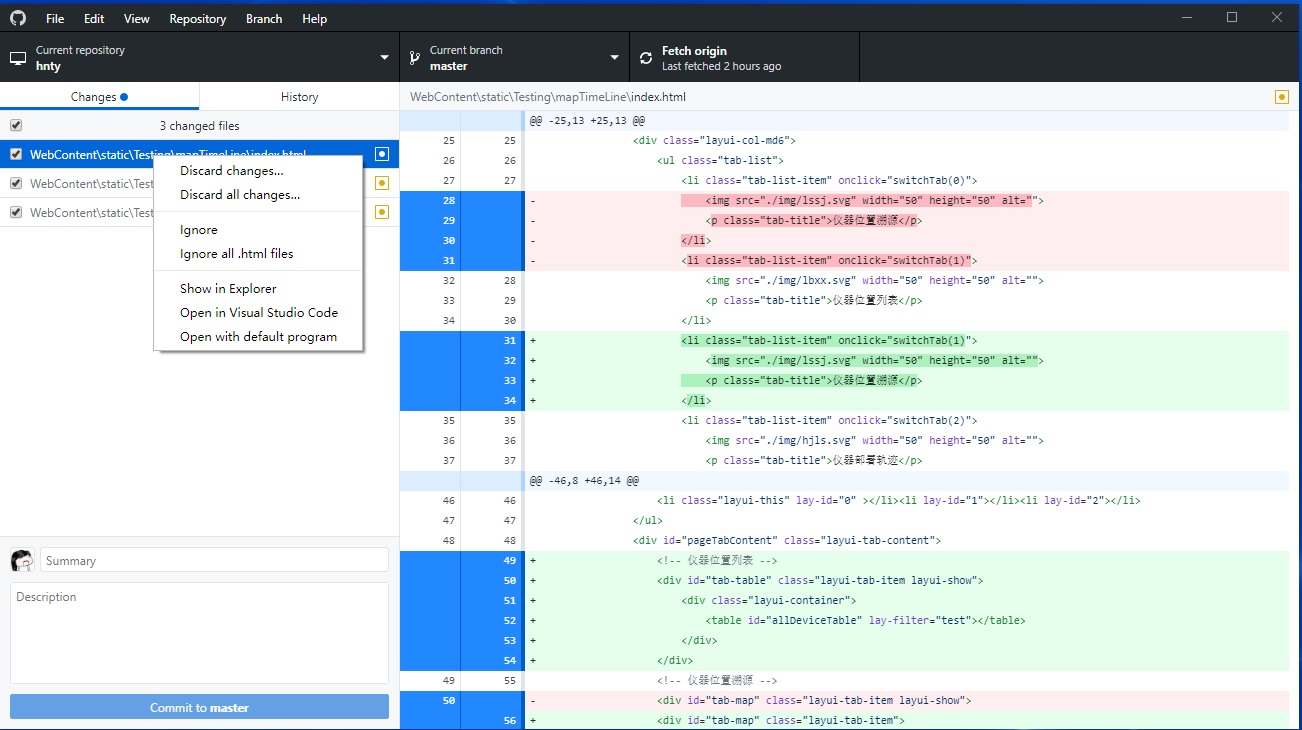 File Edit View Repository Branch Help
Current repository
hnty
Current branch
master
Fetch origin
Last fetched 2 hours ago
Changes
History
3 changed files
WebContent\static\Testing\mapTimeLine\index.html
WebContent\static\Test
WebContent\static\Test
Discard changes...
Discard all changes...
Ignore
Ignore all .html files
Show in Explorer
Open in Visual Studio Code
Open with default program
Summary
Description
Commit to master
WebContent\static\Testing\mapTimeLine\index.html
@@ -25,13 +25,13 @@
25 25 <div class="layui-col-md6">
26 26 <ul class="tab-list">
27 27 <li class="tab-list-item" onclick="switchTab(0)">
28 - <img src="./img/lssj.svg" width="50" height="50" alt="">
29 - <p class="tab-title">仪器位置溯源</p>
30 - </li>
31 - <li class="tab-list-item" onclick="switchTab(1)">
32 28 <img src="./img/lbxx.svg" width="50" height="50" alt="">
33 29 <p class="tab-title">仪器位置列表</p>
34 30 </li>
31 + <li class="tab-list-item" onclick="switchTab(1)">
32 + <img src="./img/lssj.svg" width="50" height="50" alt="">
33 + <p class="tab-title">仪器位置溯源</p>
34 + </li>
35 35 <li class="tab-list-item" onclick="switchTab(2)">
36 36 <img src="./img/hjls.svg" width="50" height="50" alt="">
37 37 <p class="tab-title">仪器部署轨迹</p>
@@ -46,8 +46,14 @@
46 46 <li class="layui-this" lay-id="0" ></li><li lay-id="1"></li><li lay-id="2"></li>
47 47 </ul>
48 48 <div id="pageTabContent" class="layui-tab-content">
49 + <!-- 仪器位置列表 -->
50 + <div id="tab-table" class="layui-tab-item layui-show">
51 + <div class="layui-container">
52 + <table id="allDeviceTable" lay-filter="test"></table>
53 + </div>
54 + </div>
49 55 <!-- 仪器位置溯源 -->
50 - <div id="tab-map" class="layui-tab-item layui-show">
56 + <div id="tab-map" class="layui-tab-item">